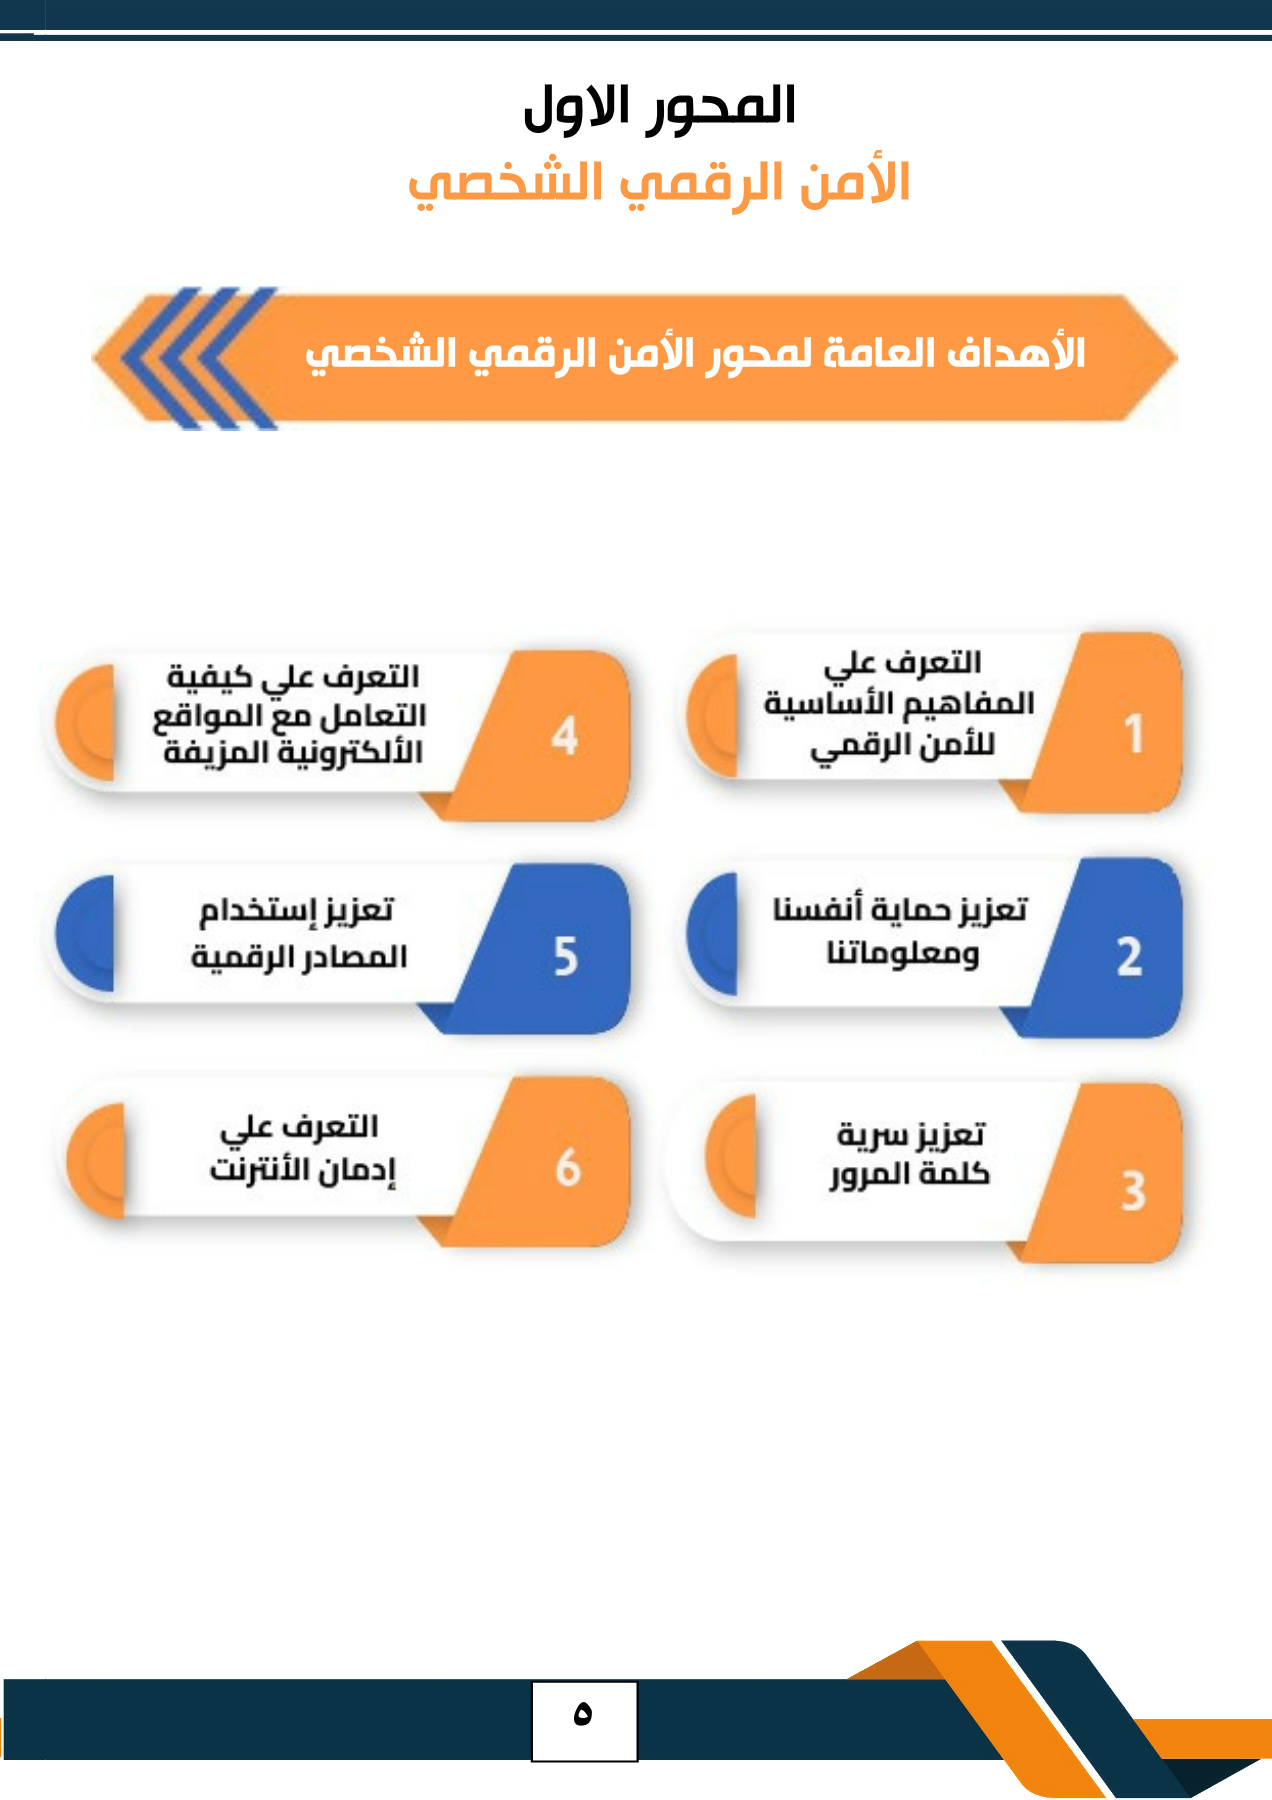 المحور الاول
الأمن الرقمي الشخصي
الأهداف العامة لمحور الأمن الرقمي الشخصي
1
التعرف علي
المفاهيم الأساسية
للأمن الرقمي
2
تعزيز حماية أنفسنا
ومعلوماتنا
3
تعزيز سرية
كلمة المرور
4
التعرف علي كيفية
التعامل مع المواقع
الألكترونية المزيفة
5
تعزيز إستخدام
المصادر الرقمية
6
التعرف علي
إدمان الأنترنت
٥